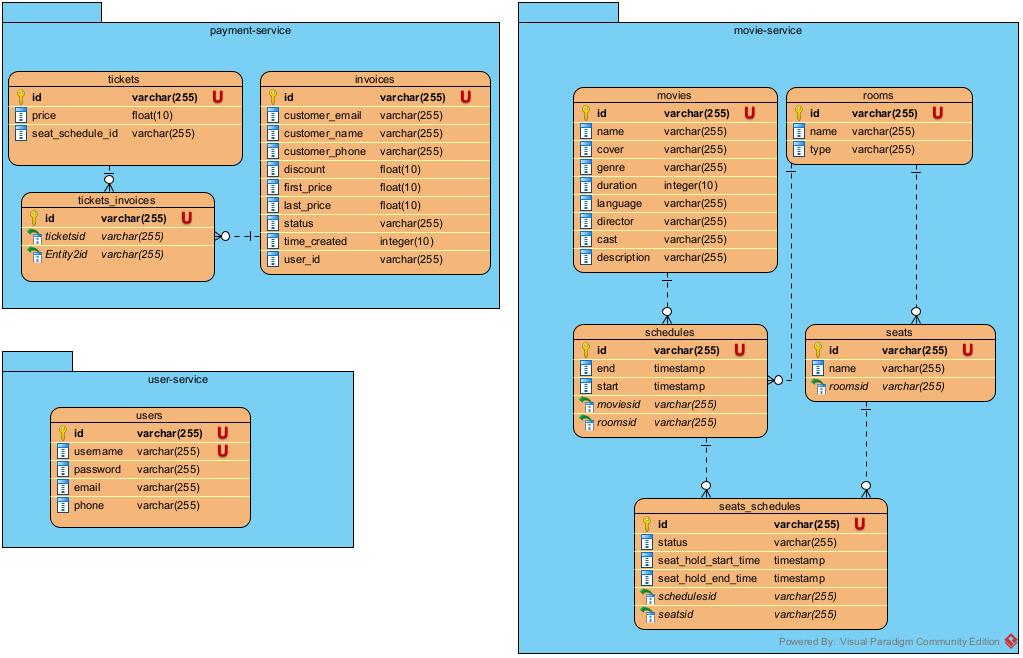 payment-service
tickets
id varchar(255) U
price float(10)
seat_schedule_id varchar(255)
invoices
id varchar(255) U
customer_email varchar(255)
customer_name varchar(255)
customer_phone varchar(255)
discount float(10)
first_price float(10)
last_price float(10)
status varchar(255)
time_created integer(10)
user_id varchar(255)
tickets_invoices
id varchar(255) U
ticketsid varchar(255)
Entity2id varchar(255)
user-service
users
id varchar(255) U
username varchar(255) U
password varchar(255)
email varchar(255)
phone varchar(255)
movie-service
movies
id varchar(255) U
name varchar(255)
cover varchar(255)
genre varchar(255)
duration integer(10)
language varchar(255)
director varchar(255)
cast varchar(255)
description varchar(255)
rooms
id varchar(255) U
name varchar(255)
type varchar(255)
schedules
id varchar(255) U
end timestamp
start timestamp
moviesid varchar(255)
roomsid varchar(255)
seats
id varchar(255) U
name varchar(255)
roomsid varchar(255)
seats_schedules
id varchar(255) U
status varchar(255)
seat_hold_start_time timestamp
seat_hold_end_time timestamp
schedulesid varchar(255)
seatsid varchar(255)
Powered By: Visual Paradigm Community Edition